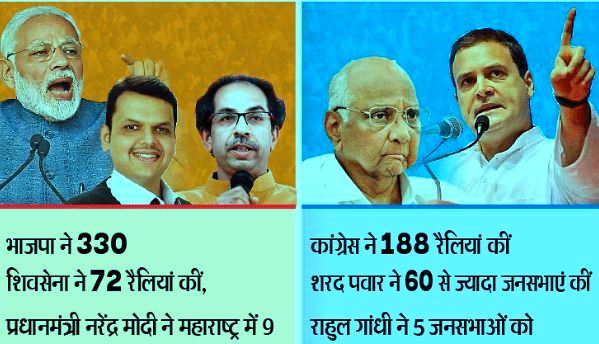 भाजपा ने 330
शिवसेना ने 72 रैलियां कीं,
प्रधानमंत्री नरेंद्र मोदी ने महाराष्ट्र में 9
कांग्रेस ने 188 रैलियां कीं
शरद पवार ने 60 से ज्यादा जनसभाएं कीं
राहुल गांधी ने 5 जनसभाओं को